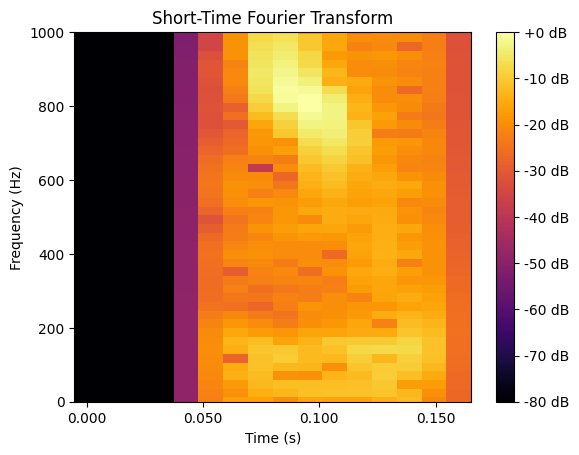 Short-Time Fourier Transform
1000
800
600
400
200
0
Frequency (Hz)
0.000
0.050
0.100
0.150
Time (s)
+0 dB
-10 dB
-20 dB
-30 dB
-40 dB
-50 dB
-60 dB
-70 dB
-80 dB